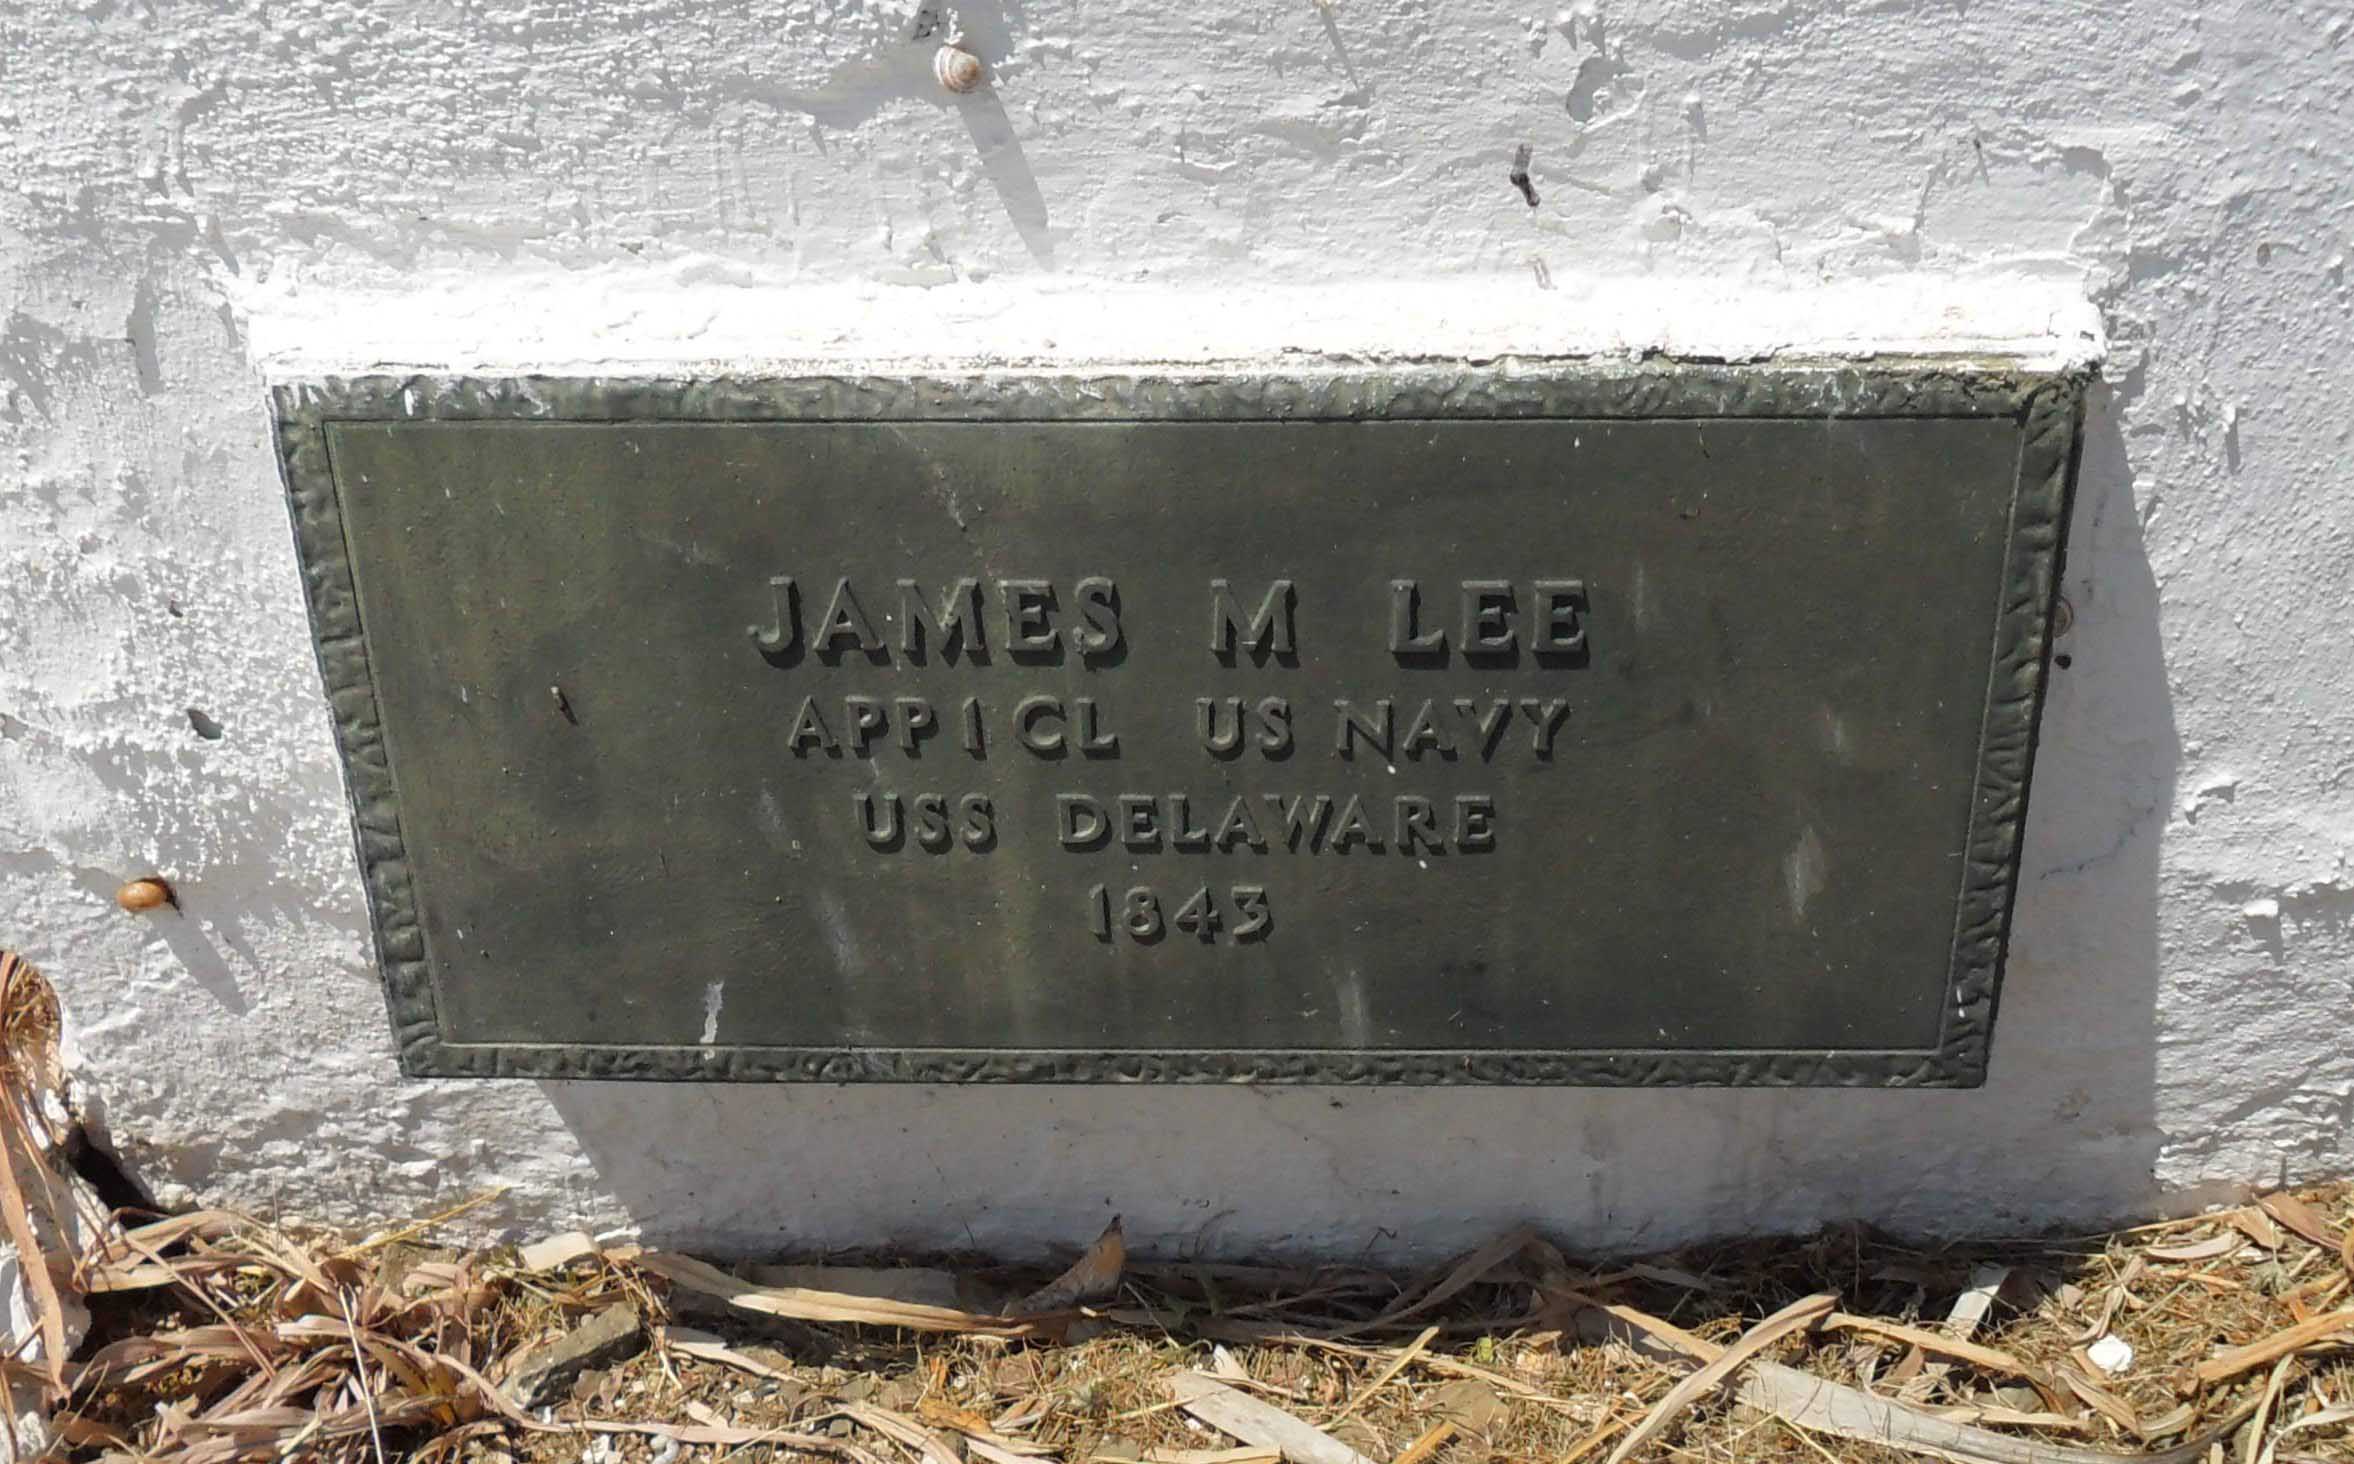 JAMES M LEE
APP 1 CL US NAVY
USS DELAWARE
1843